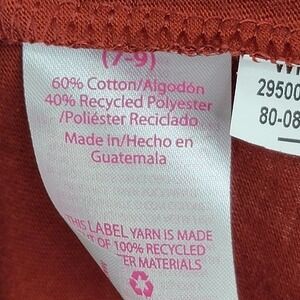 (7-9)
60% Cotton/Algodón
40% Recycled Polyester
/Poliéster Reciclado
Made in/Hecho en
Guatemala
THIS LABEL YARN IS MADE
OF 100% RECYCLED
MATERIALS
29500
80-08